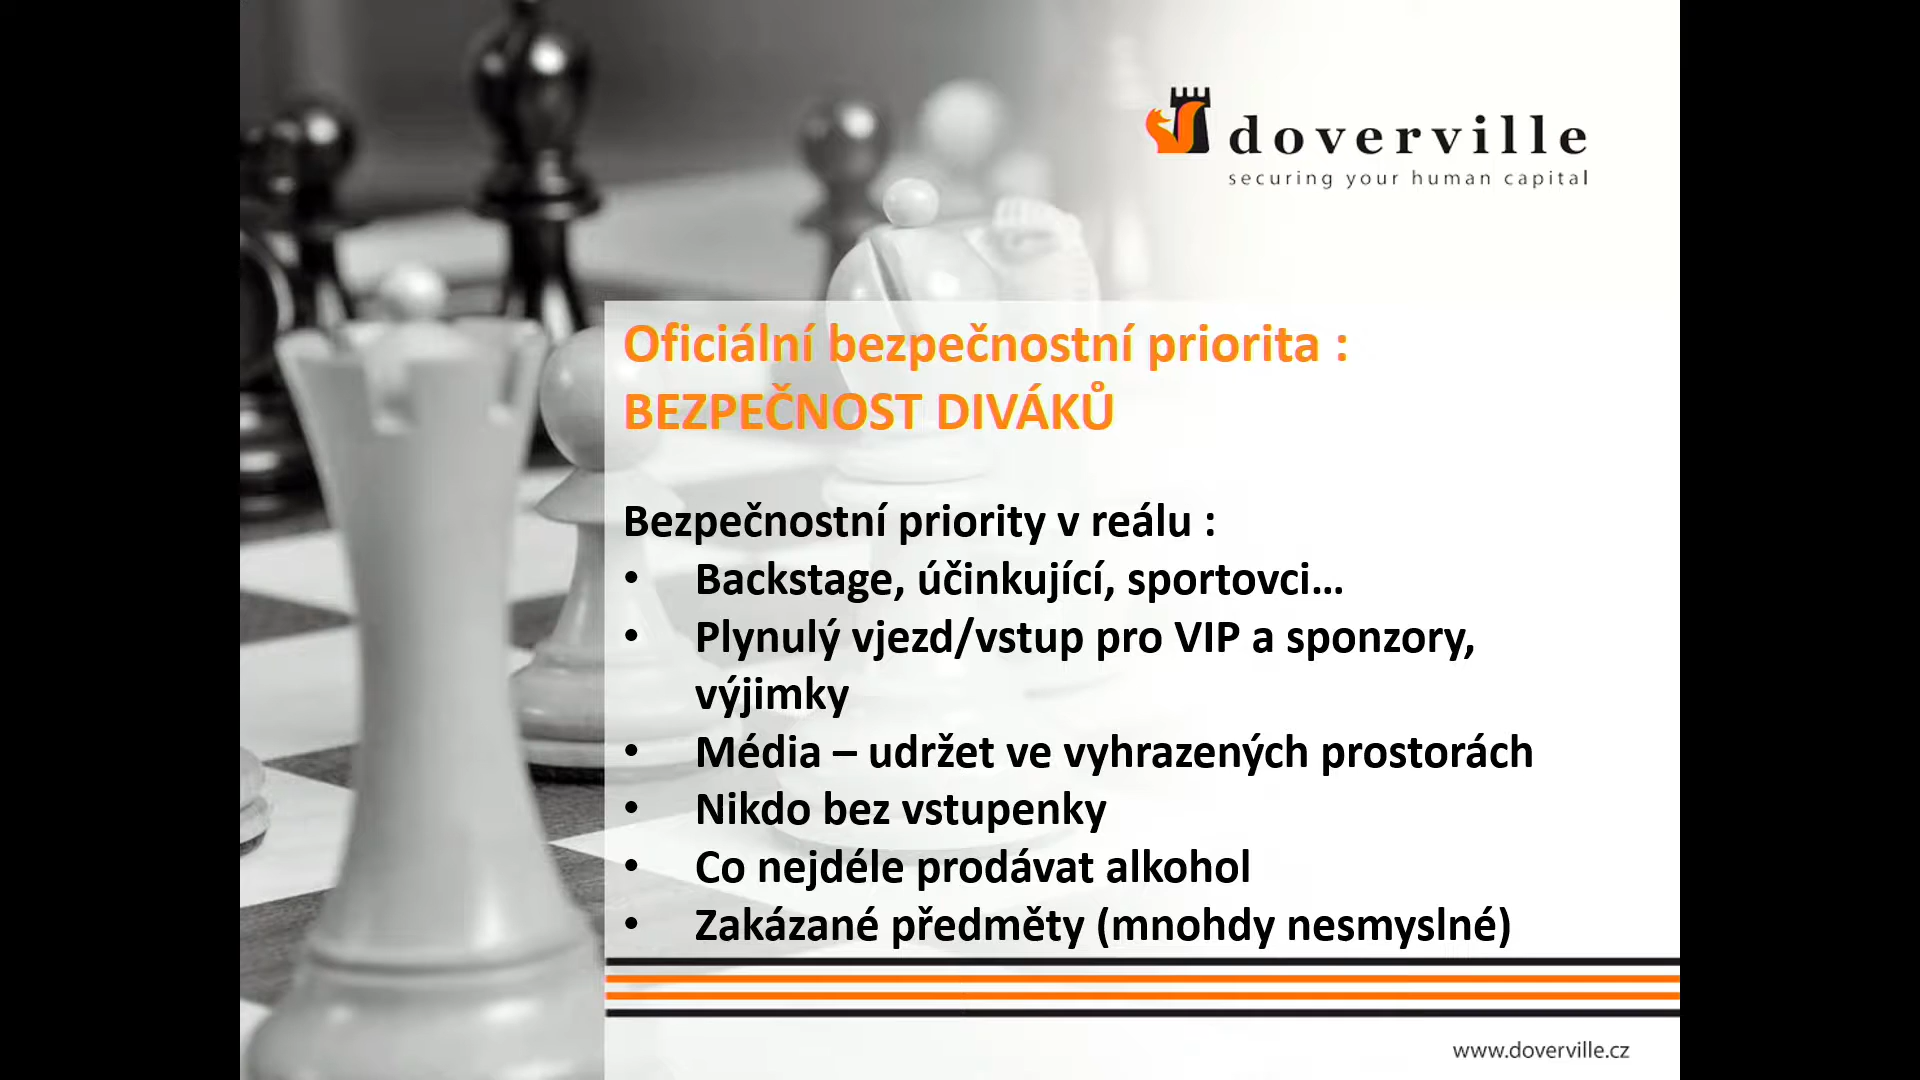 doverville
securing your human capital
Oficiální bezpečnostní priorita :
BEZPEČNOST DIVÁKŮ
Bezpečnostní priority v reálu :
• Backstage, účinkující, sportovci…
• Plynulý vjezd/vstup pro VIP a sponzory,
výjimky
• Média – udržet ve vyhrazených prostorách
• Nikdo bez vstupenky
• Co nejdéle prodávat alkohol
• Zakázané předměty (mnohdy nesmyslné)
www.doverville.cz